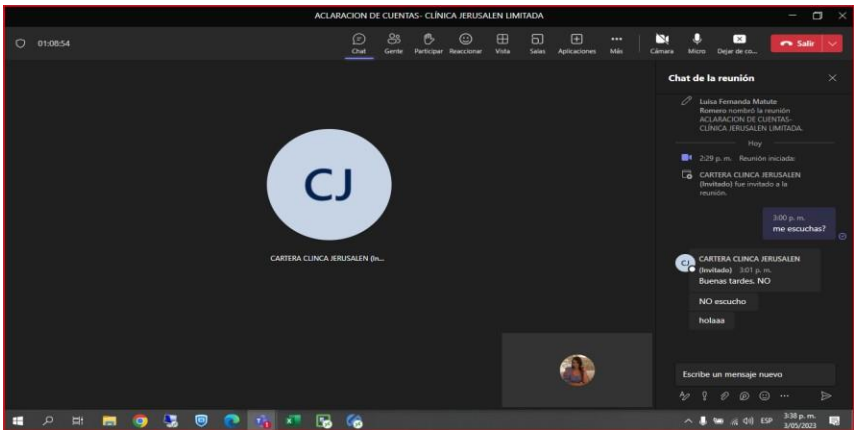 ACLARACION DE CUENTAS- CLÍNICA JERUSALEN LIMITADA
01:08:54
Chat Gente Participar Reaccionar Vista Salas Aplicaciones Más Cámara Micro Dejar de co... Salir
Chat de la reunión
Luisa Fernanda Matute
Romero nombró la reunión
ACLARACION DE CUENTAS-
CLÍNICA JERUSALEN LIMITADA.
Hoy
2:29 p. m. Reunión iniciada:
CARTERA CLINCA JERUSALEN
(Invitado) fue invitado a la
reunión.
3:00 p. m.
me escuchas?
CJ
CARTERA CLINCA JERUSALEN (In...
CJ
CARTERA CLINCA JERUSALEN
(Invitado) 3:01 p. m.
Buenas tardes. NO
NO escucho
holaaa
Escribe un mensaje nuevo
ESP
3:38 p. m.
3/05/2023